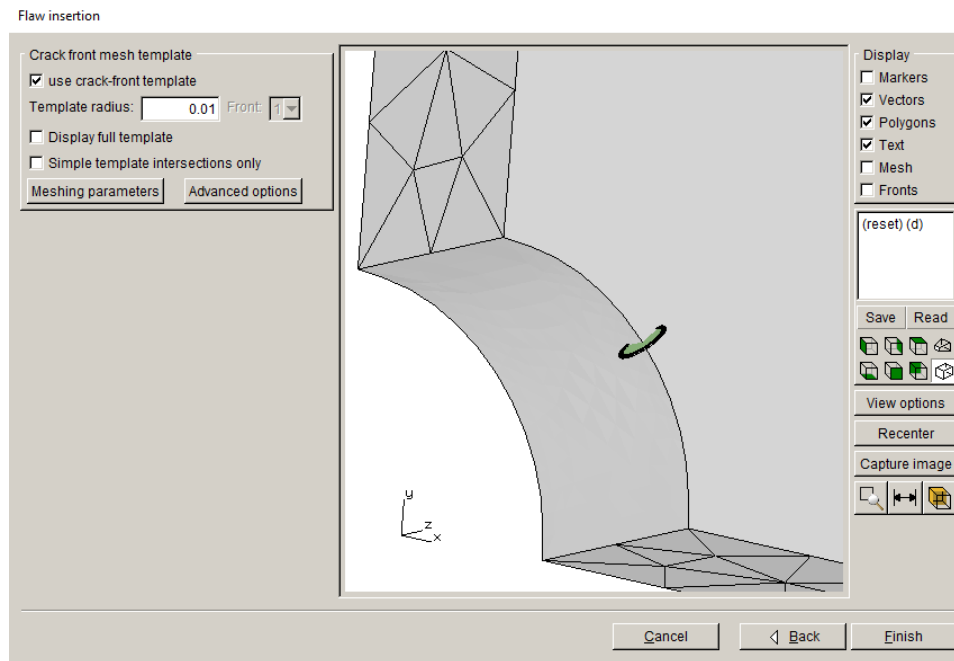 Flaw insertion
Crack front mesh template
use crack-front template
Template radius: 0.01 Front: 1
Display full template
Simple template intersections only
Meshing parameters Advanced options
y
z
x
Display
Markers
Vectors
Polygons
Text
Mesh
Fronts
(reset) (d)
Save Read
View options
Recenter
Capture image
Cancel Back Finish